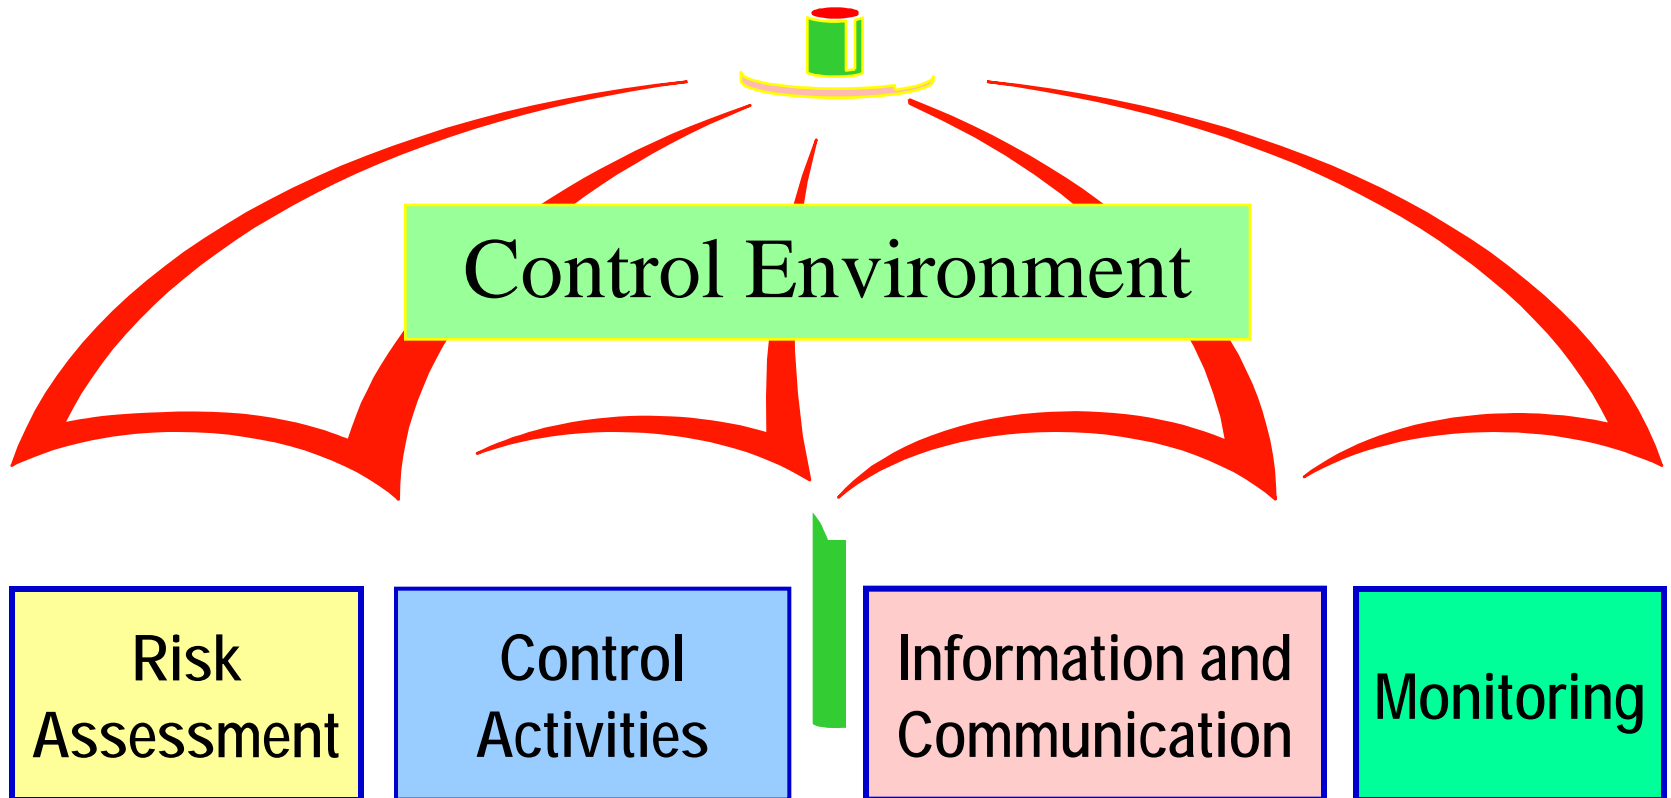 Control Environment
Risk
Assessment
Control
Activities
Information and
Communication
Monitoring